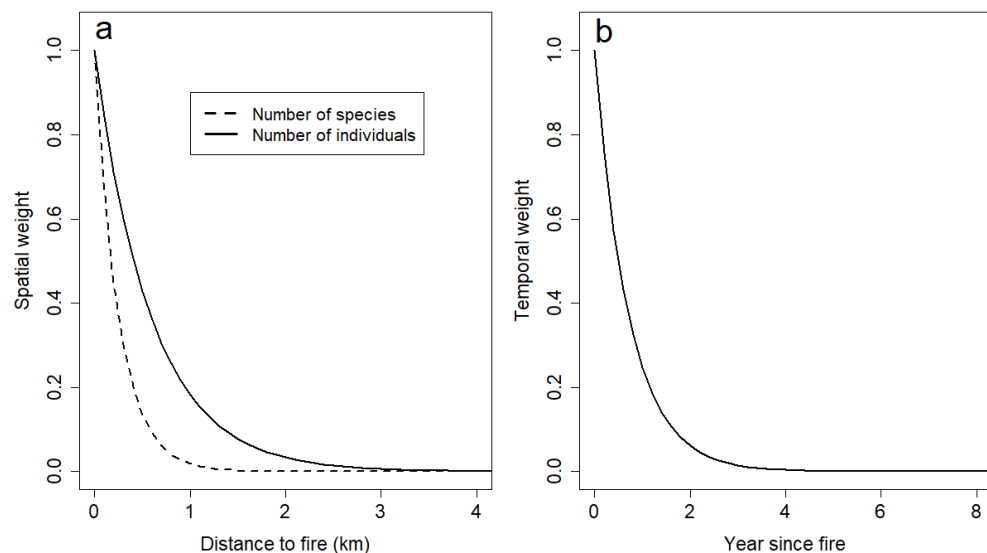 a
Number of species
Number of individuals
Spatial weight
0.0 0.2 0.4 0.6 0.8 1.0
0 1 2 3 4
Distance to fire (km)
b
Temporal weight
0.0 0.2 0.4 0.6 0.8 1.0
0 2 4 6 8
Year since fire